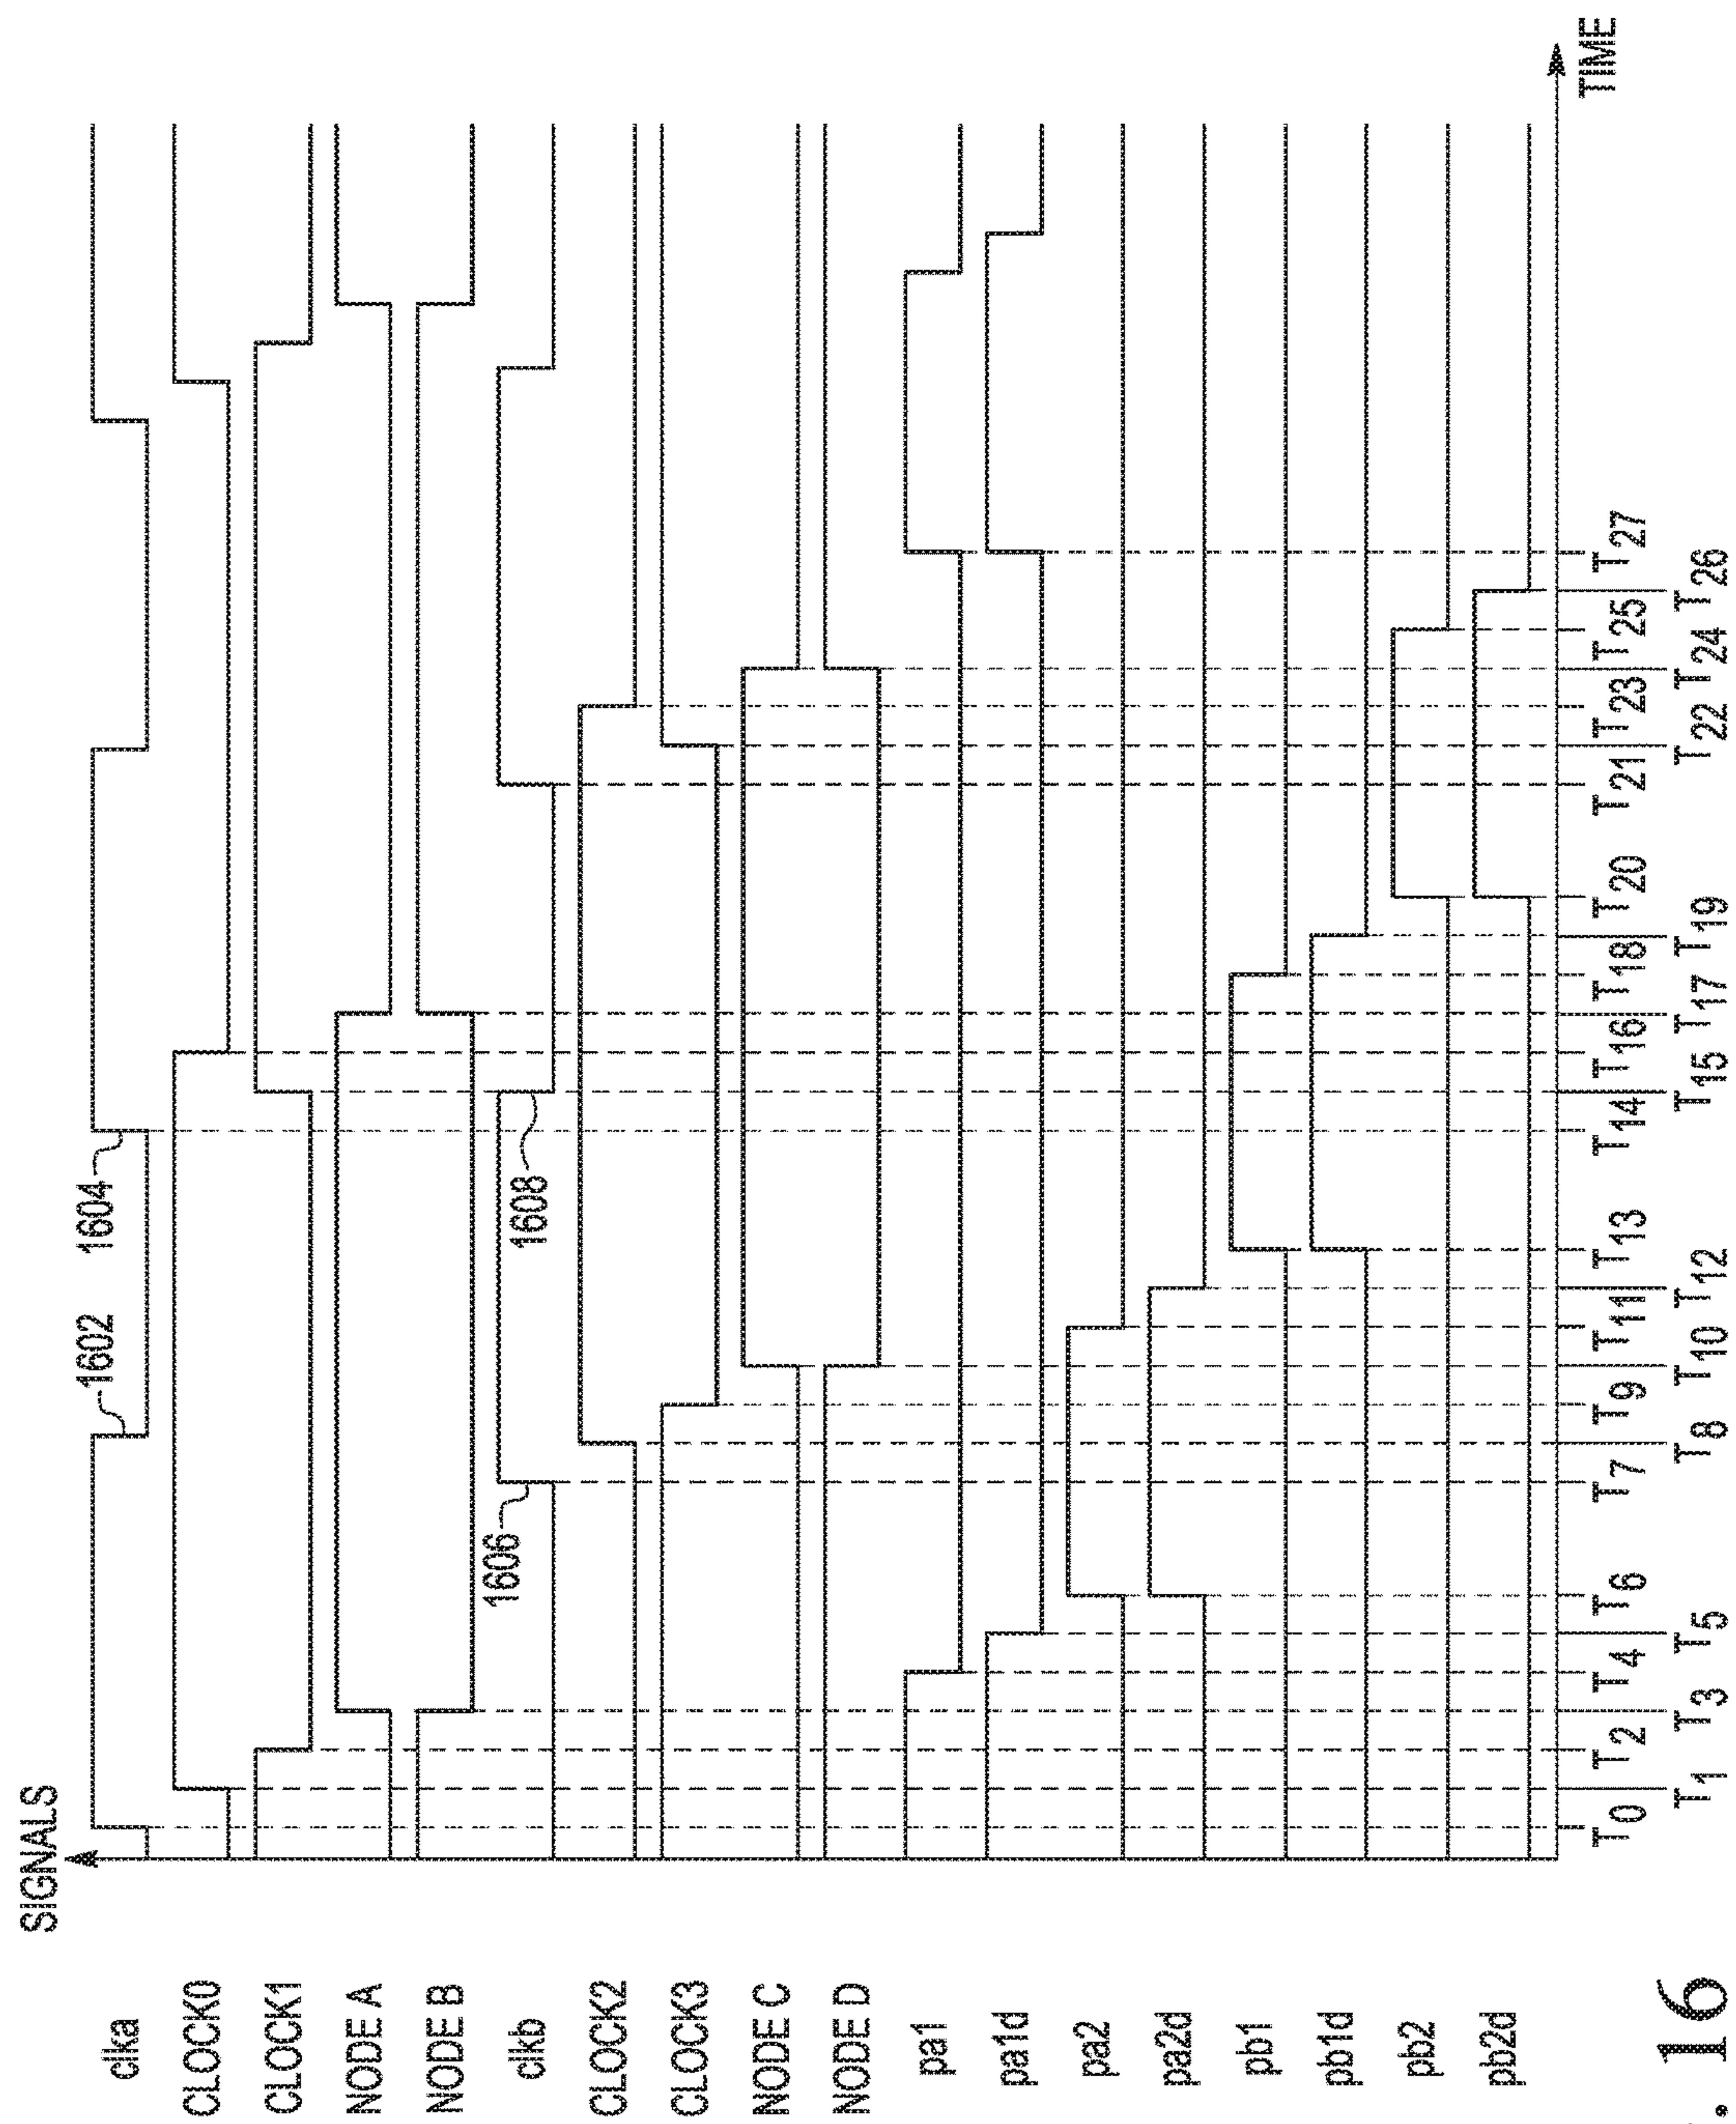 SIGNALS
clka
CLOCK0
CLOCK1
NODE A
NODE B
clkb
CLOCK2
CLOCK3
NODE C
NODE D
pa1
pa1d
pa2
pa2d
pb1
pb1d
pb2
pb2d
1602
1604
1606
1608
T0 T2 T4 T6 T7 T9 T11 T13 T14 T16 T18 T20 T21 T23 T25 T27
T1 T3 T5 T8 T10 T12 T15 T17 T19 T22 T24 T26
TIME
. 16